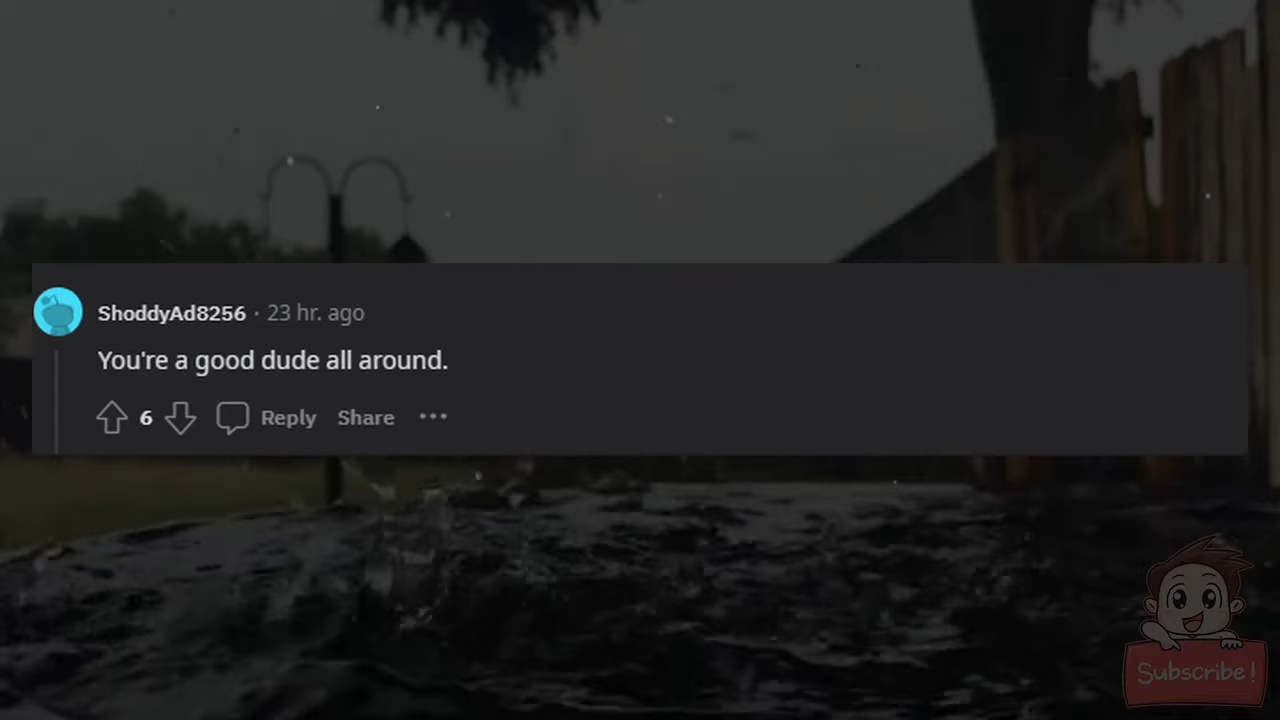 ShoddyAd8256 · 23 hr. ago
You're a good dude all around.
6 Reply Share ···
Subscribe!